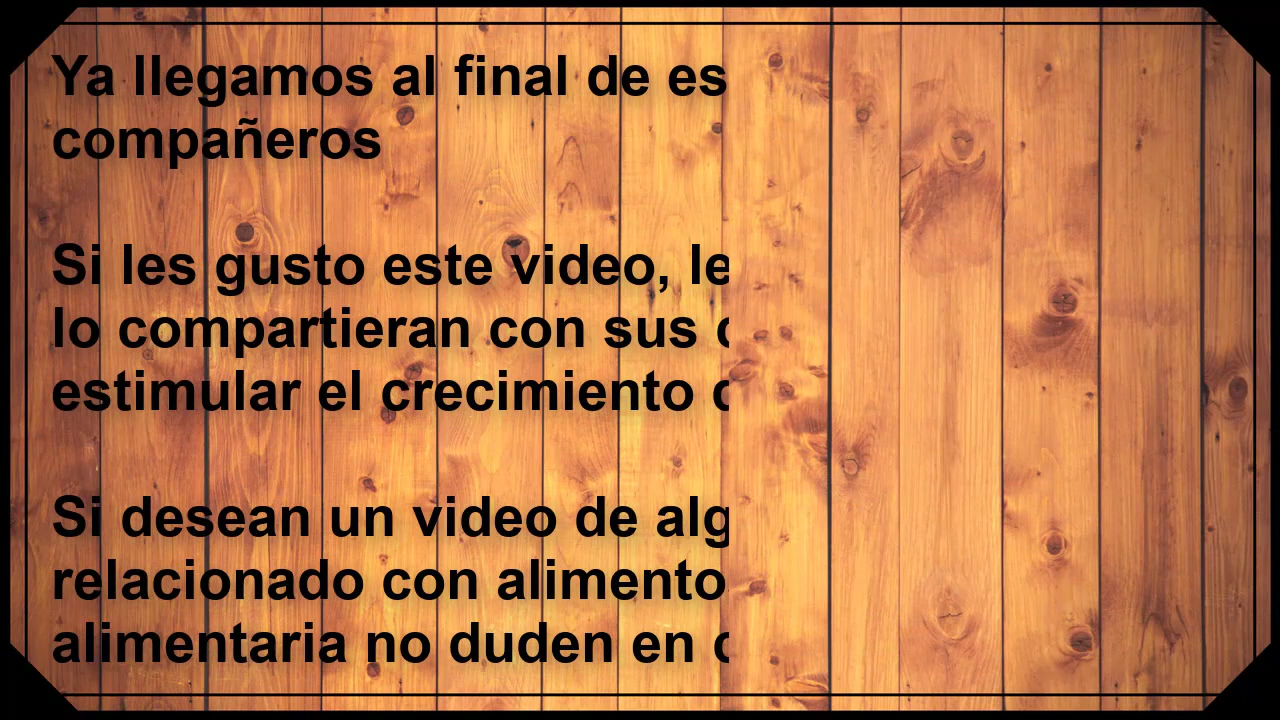 Ya llegamos al final de es
compañeros
Si les gusto este video, le
lo compartieran con sus
estimular el crecimiento
Si desean un video de alg
relacionado con alimento
alimentaria no duden en